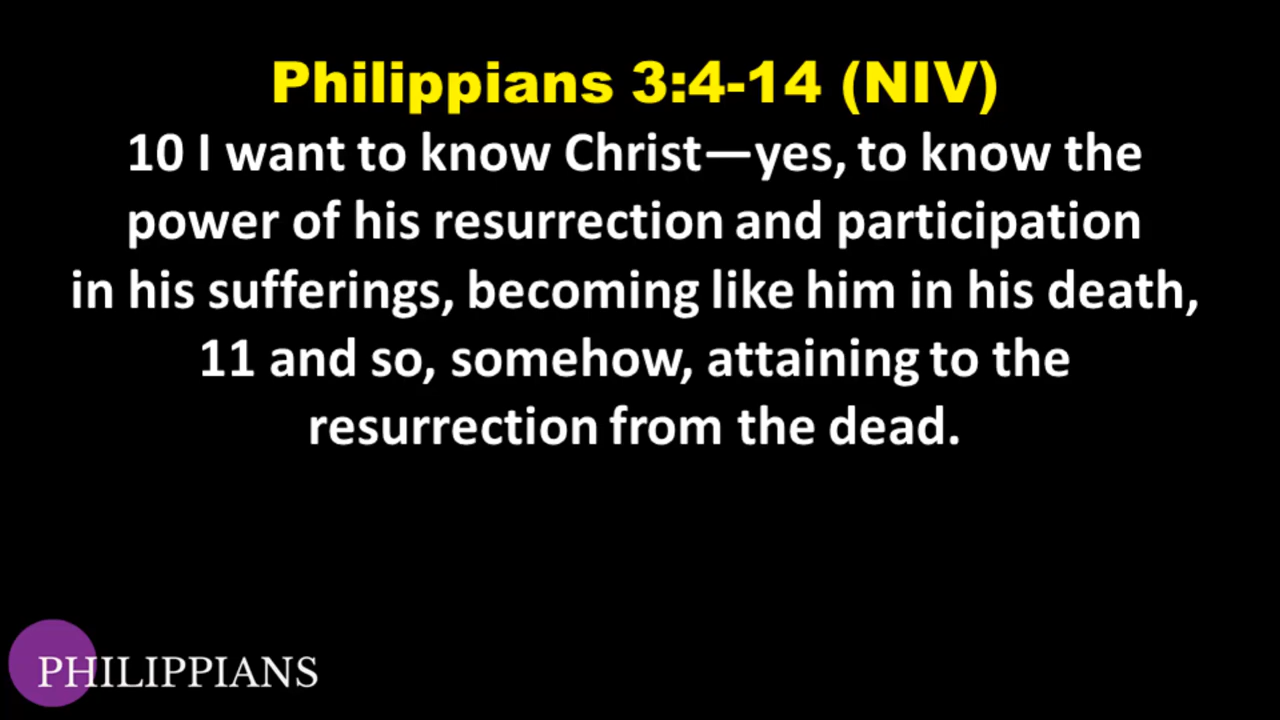 Philippians 3:4-14 (NIV)
10 I want to know Christ—yes, to know the
power of his resurrection and participation
in his sufferings, becoming like him in his death,
11 and so, somehow, attaining to the
resurrection from the dead.
PHILIPPIANS